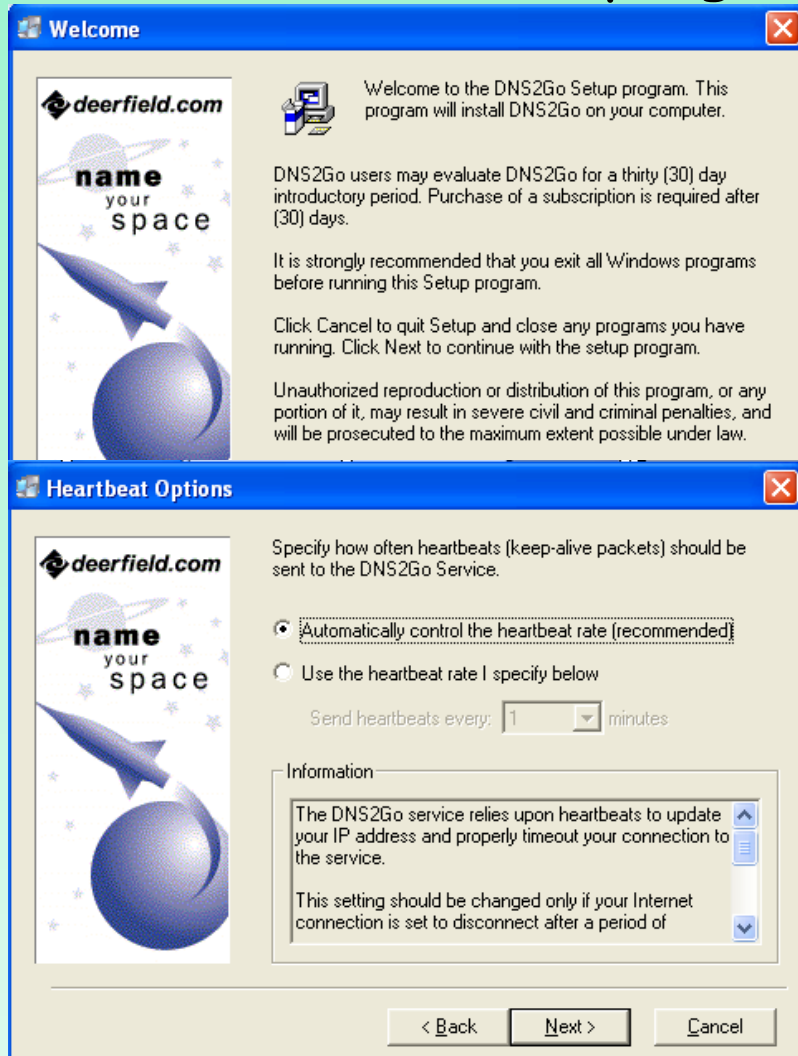 Welcome
deerfield.com
name
your
space
Welcome to the DNS2Go Setup program. This
program will install DNS2Go on your computer.
DNS2Go users may evaluate DNS2Go for a thirty (30) day
introductory period. Purchase of a subscription is required after
(30) days.
It is strongly recommended that you exit all Windows programs
before running this Setup program.
Click Cancel to quit Setup and close any programs you have
running. Click Next to continue with the setup program.
Unauthorized reproduction or distribution of this program, or any
portion of it, may result in severe civil and criminal penalties, and
will be prosecuted to the maximum extent possible under law.
Heartbeat Options
deerfield.com
name
your
space
Specify how often heartbeats (keep-alive packets) should be
sent to the DNS2Go Service.
Automatically control the heartbeat rate (recommended)
Use the heartbeat rate I specify below
Send heartbeats every: 1 minutes
Information
The DNS2Go service relies upon heartbeats to update
your IP address and properly timeout your connection to
the service.
This setting should be changed only if your Internet
connection is set to disconnect after a period of
< Back Next > Cancel